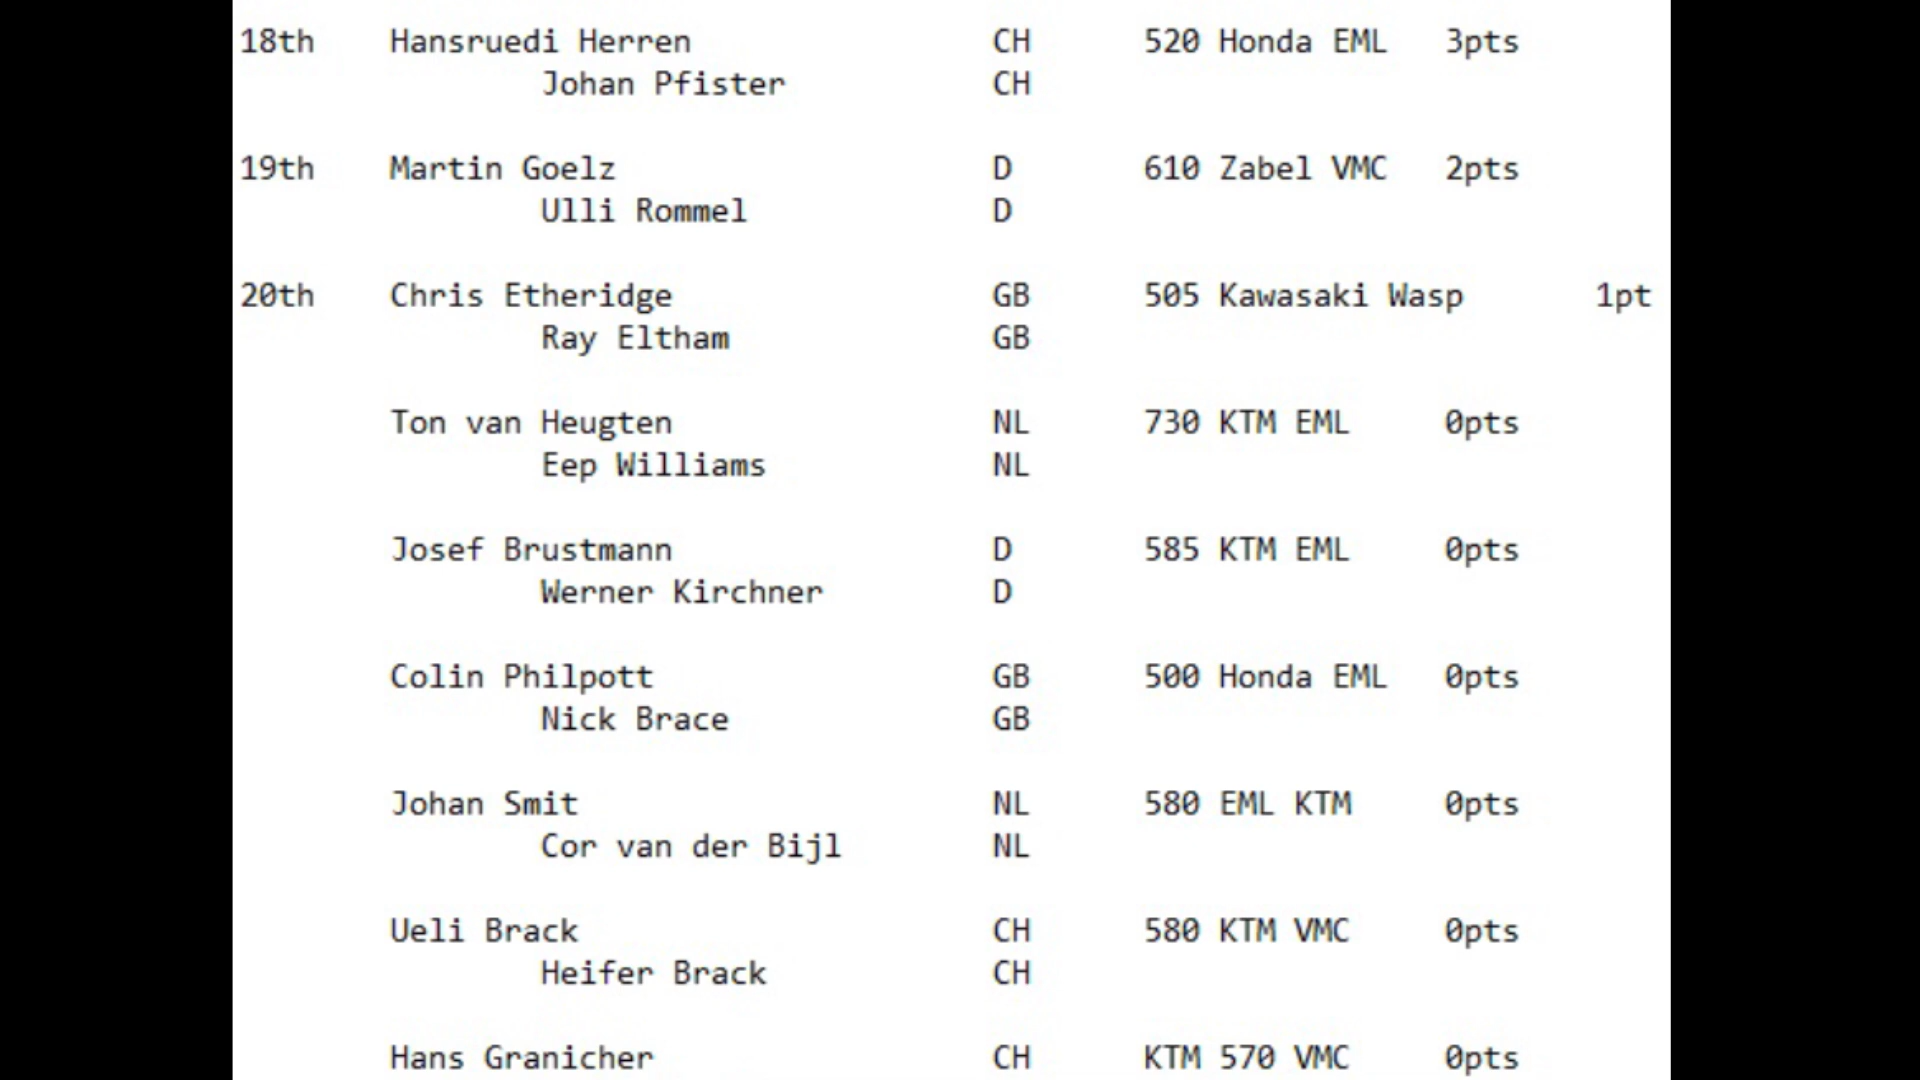 18th Hansruedi Herren CH 520 Honda EML 3pts
Johan Pfister CH
19th Martin Goelz D 610 Zabel VMC 2pts
Ulli Rommel D
20th Chris Etheridge GB 505 Kawasaki Wasp 1pt
Ray Eltham GB
Ton van Heugten NL 730 KTM EML 0pts
Eep Williams NL
Josef Brustmann D 585 KTM EML 0pts
Werner Kirchner D
Colin Philpott GB 500 Honda EML 0pts
Nick Brace GB
Johan Smit NL 580 EML KTM 0pts
Cor van der Bijl NL
Ueli Brack CH 580 KTM VMC 0pts
Heifer Brack CH
Hans Granicher CH KTM 570 VMC 0pts